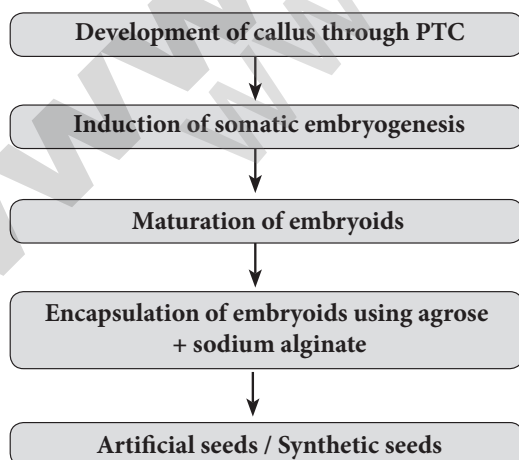 Development of callus through PTC
Induction of somatic embryogenesis
Maturation of embryoids
Encapsulation of embryoids using agrose
+ sodium alginate
Artificial seeds / Synthetic seeds